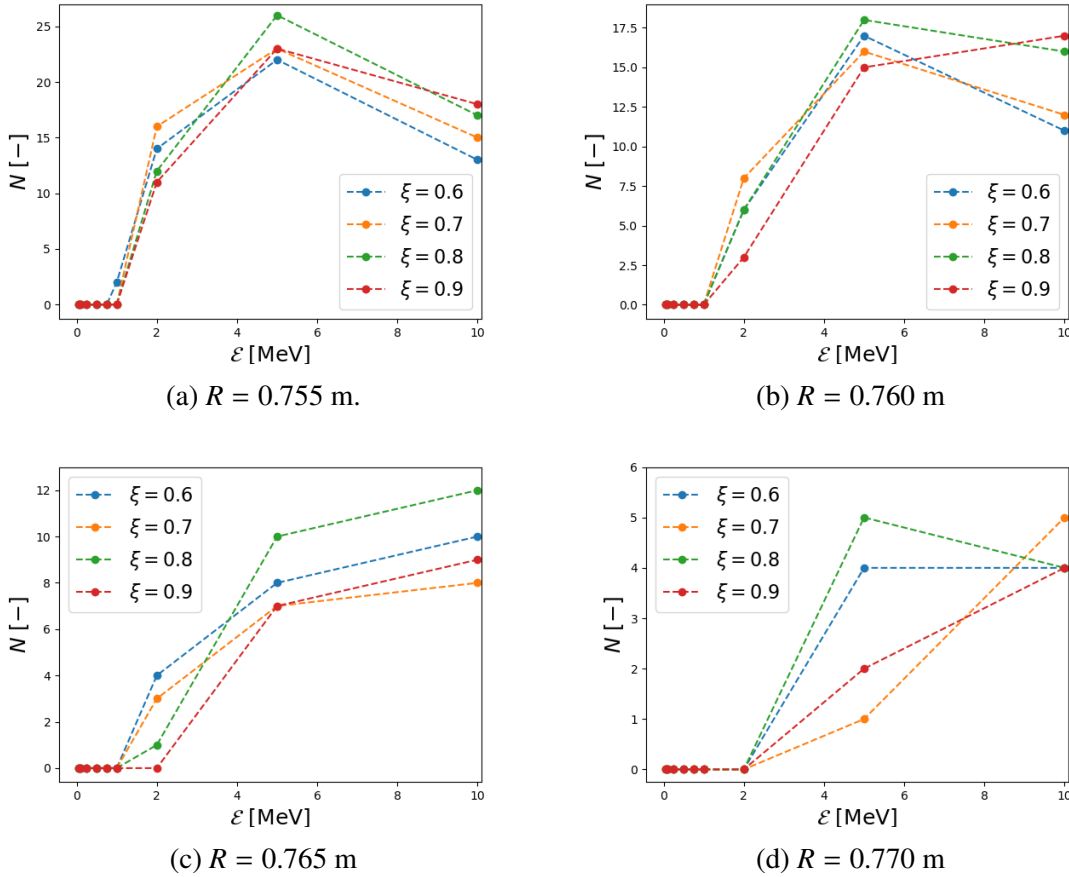 25
20
15
10
5
0
N [−]
0
2
4
6
8
10
ℰ [MeV]
ξ = 0.6
ξ = 0.7
ξ = 0.8
ξ = 0.9
(a) R = 0.755 m.
17.5
15.0
12.5
10.0
7.5
5.0
2.5
0.0
N [−]
0
2
4
6
8
10
ℰ [MeV]
ξ = 0.6
ξ = 0.7
ξ = 0.8
ξ = 0.9
(b) R = 0.760 m
12
10
8
6
4
2
0
N [−]
0
2
4
6
8
10
ℰ [MeV]
ξ = 0.6
ξ = 0.7
ξ = 0.8
ξ = 0.9
(c) R = 0.765 m
6
5
4
3
2
1
0
N [−]
0
2
4
6
8
10
ℰ [MeV]
ξ = 0.6
ξ = 0.7
ξ = 0.8
ξ = 0.9
(d) R = 0.770 m